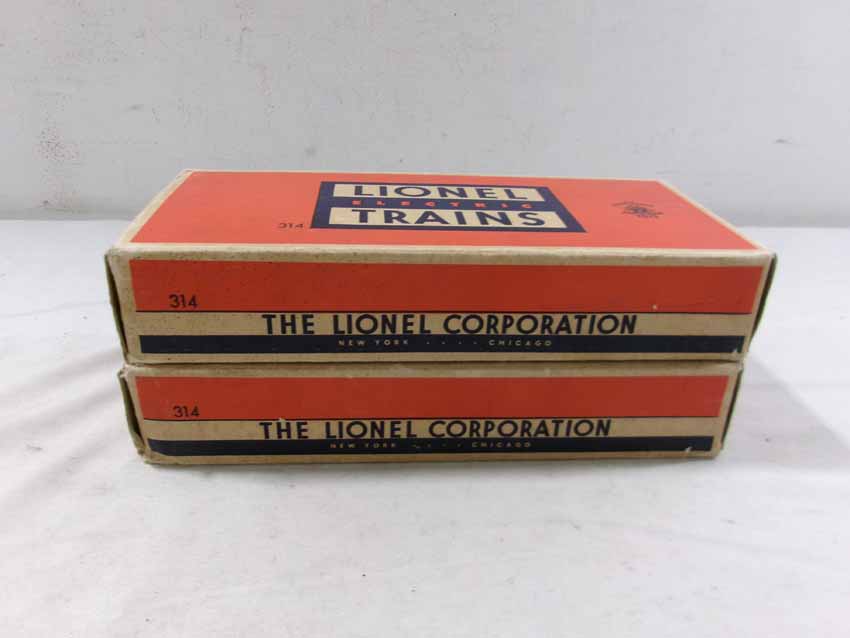 LIONEL
ELECTRIC
TRAINS
314
314
THE LIONEL CORPORATION
NEW YORK . . . . CHICAGO
314
THE LIONEL CORPORATION
NEW YORK . . . . CHICAGO